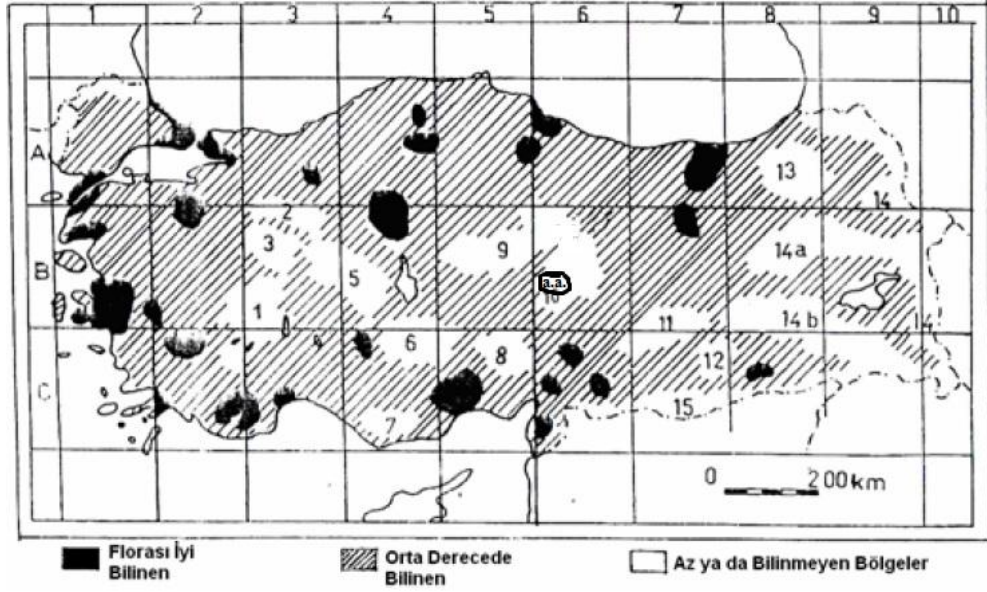 1 2 3 4 5 6 7 8 9 10
A
13
14
2
3
9
14a
B
5
a.a.
10
1
11
14b
14
6
8
12
C
7
15
0 200km
Florası İyi
Bilinen
Orta Derecede
Bilinen
Az ya da Bilinmeyen Bölgeler